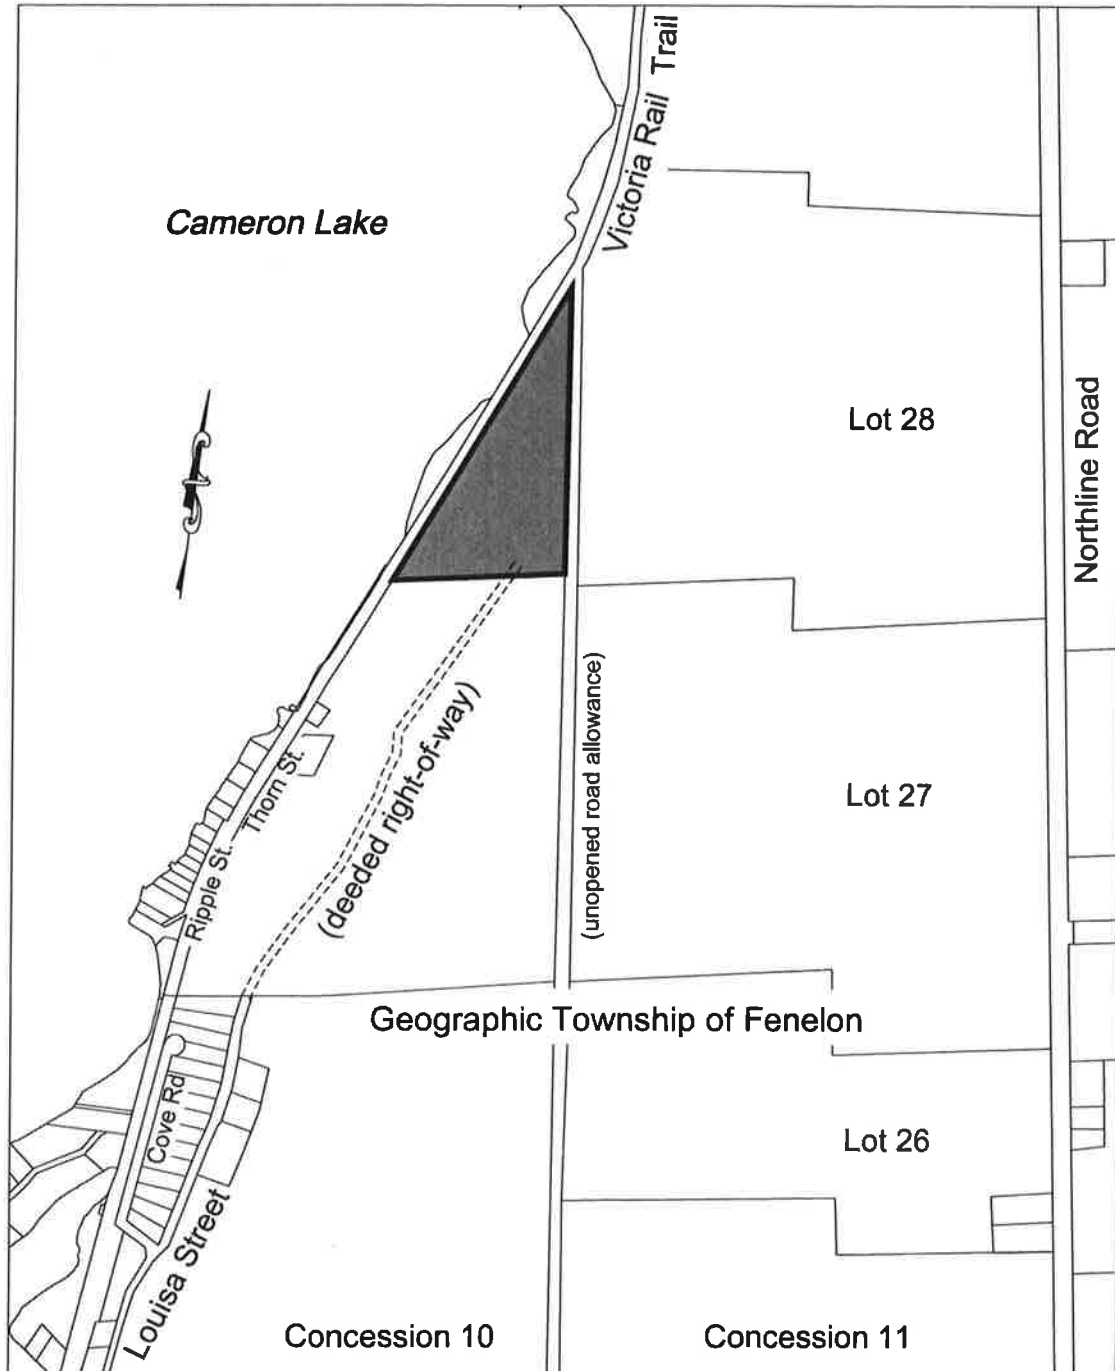 Victoria Rail Trail
Cameron Lake
Lot 28
Northline Road
(deeded right-of-way)
(unopened road allowance)
Thorn St.
Lot 27
Ripple St.
Geographic Township of Fenelon
Cove Rd
Lot 26
Louisa Street
Concession 10
Concession 11